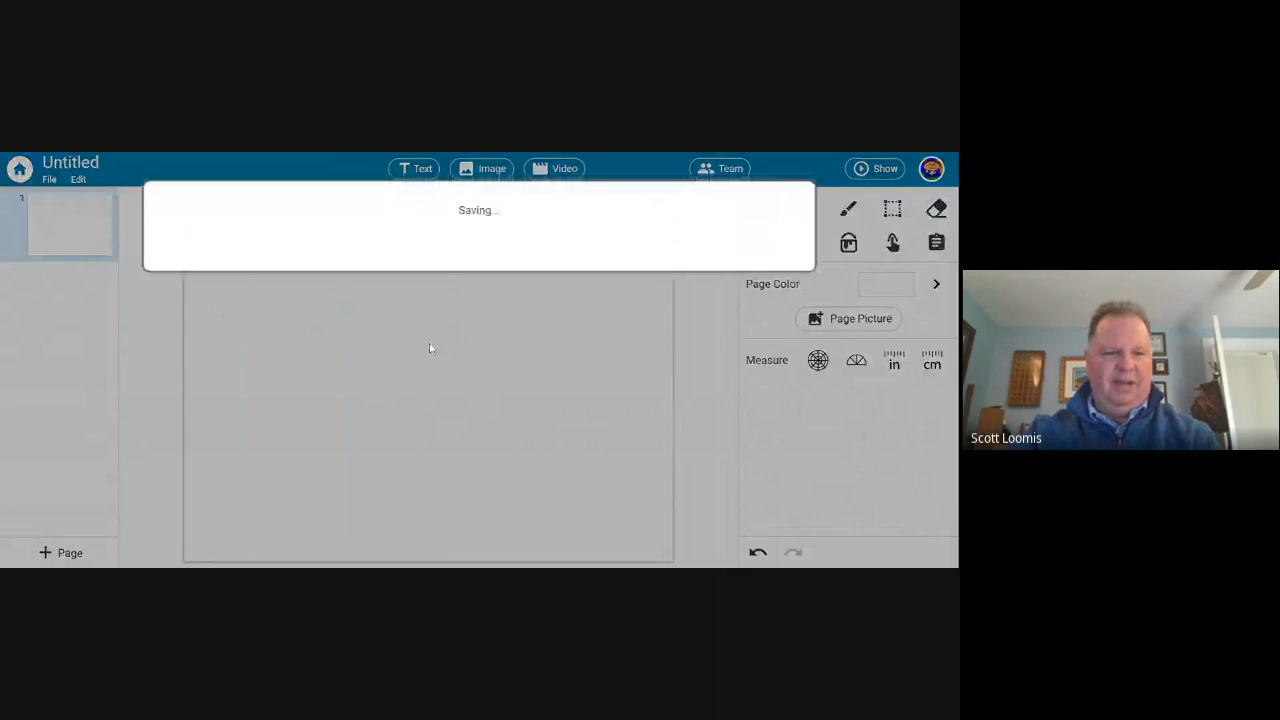 Untitled
File Edit
Text Image Video Team Show
Saving...
1
Page Color
Page Picture
Measure in cm
Page
Scott Loomis